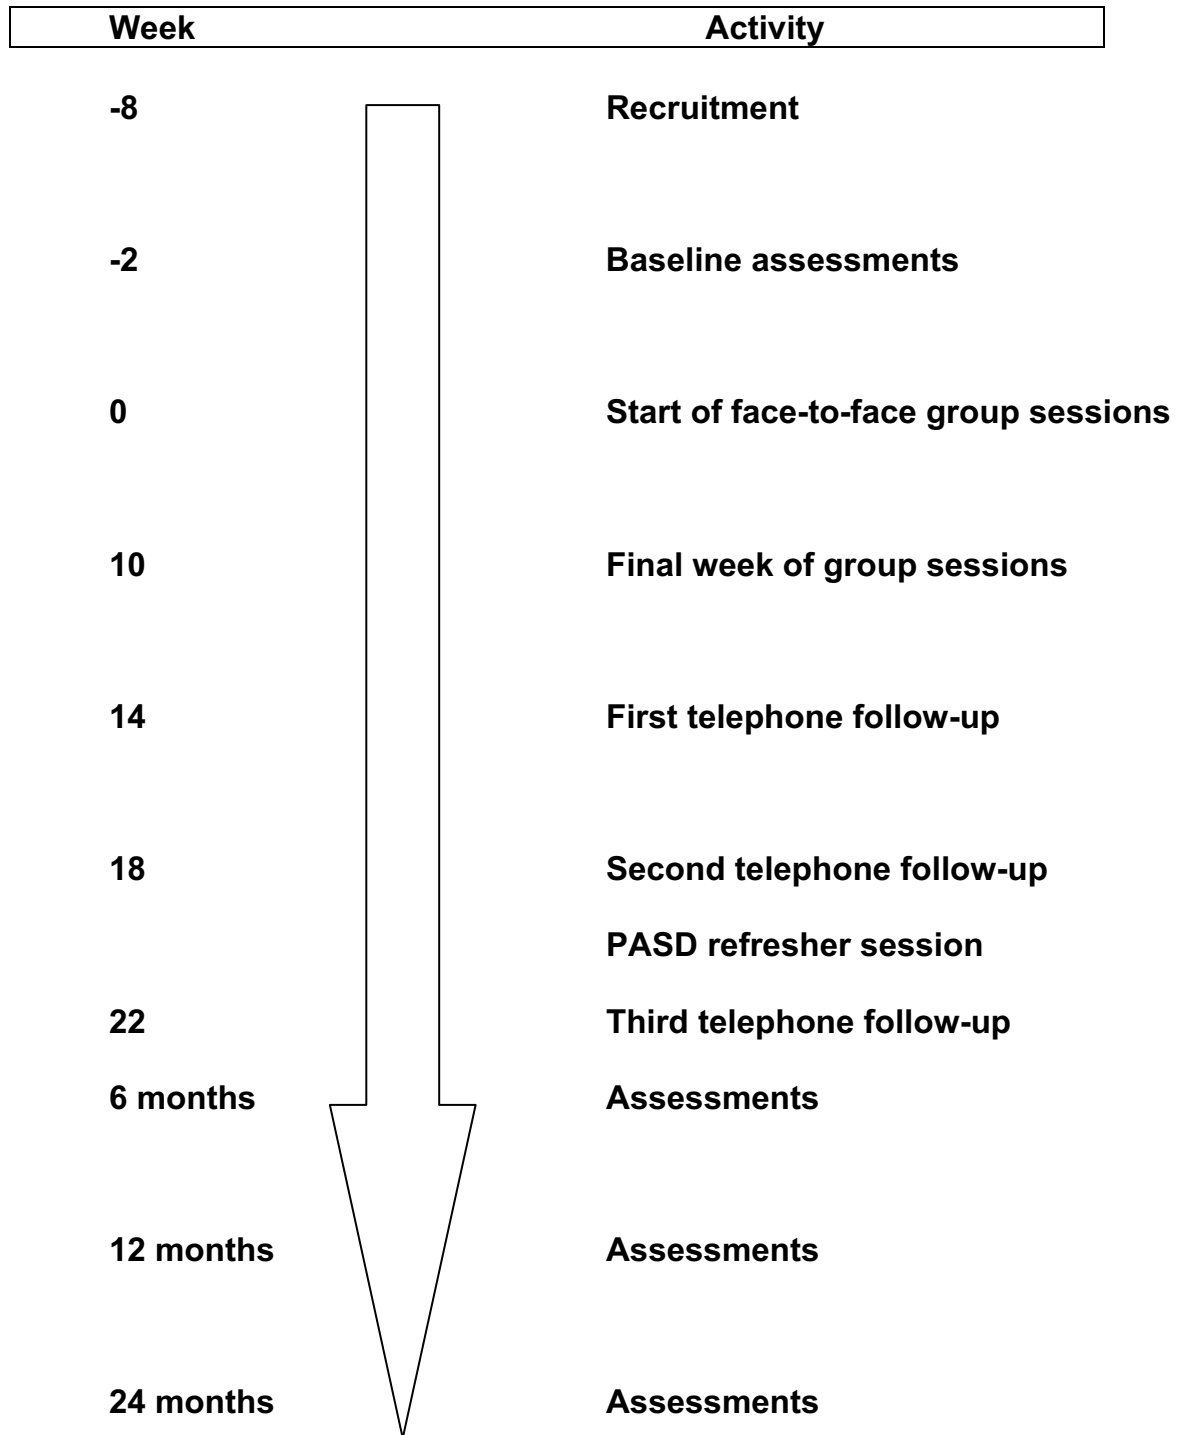 Week Activity
-8 Recruitment
-2 Baseline assessments
0 Start of face-to-face group sessions
10 Final week of group sessions
14 First telephone follow-up
18 Second telephone follow-up
PASD refresher session
22 Third telephone follow-up
6 months Assessments
12 months Assessments
24 months Assessments